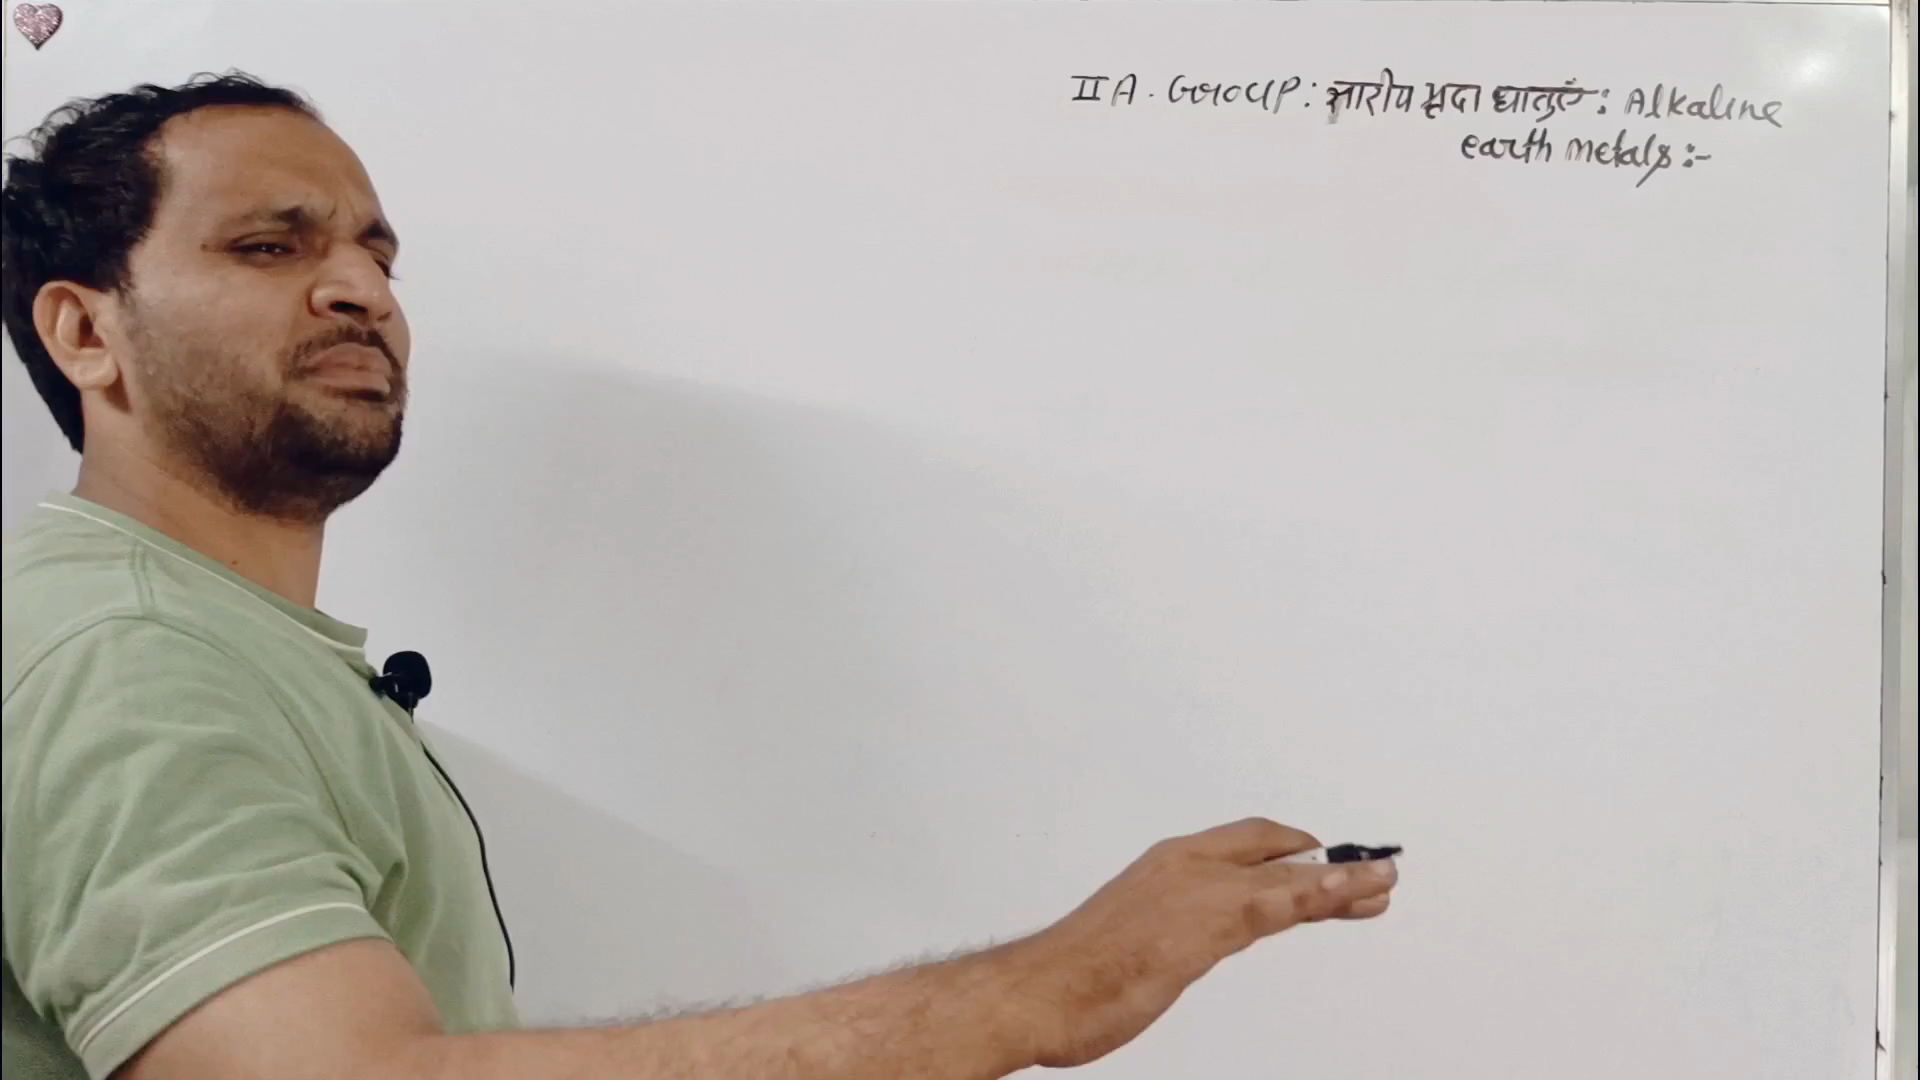 II A. GROUP: क्षारीय मृदा धातुएँ: Alkaline
earth metals :-